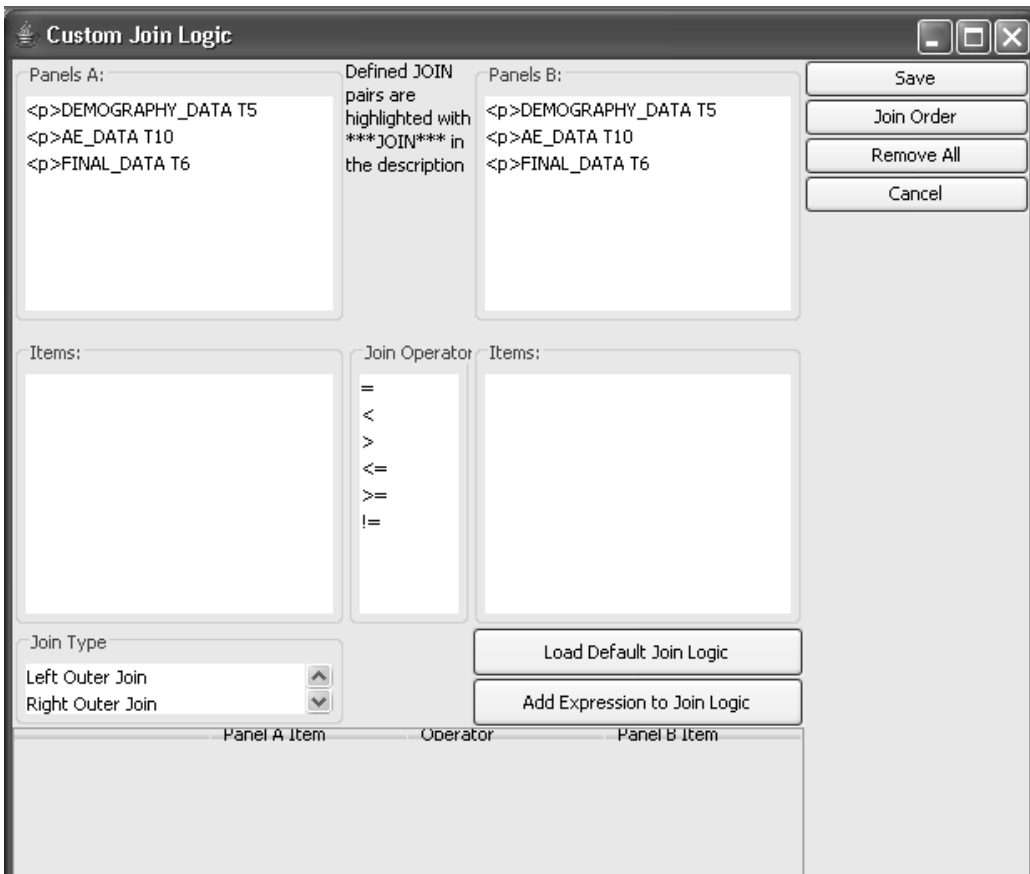 Custom Join Logic
Panels A:
<p>DEMOGRAPHY_DATA T5
<p>AE_DATA T10
<p>FINAL_DATA T6
Defined JOIN
pairs are
highlighted with
***JOIN*** in
the description
Panels B:
<p>DEMOGRAPHY_DATA T5
<p>AE_DATA T10
<p>FINAL_DATA T6
Save
Join Order
Remove All
Cancel
Items:
Join Operator
=
<
>
<=
>=
!=
Items:
Join Type
Left Outer Join
Right Outer Join
Load Default Join Logic
Add Expression to Join Logic
Panel A Item Operator Panel B Item